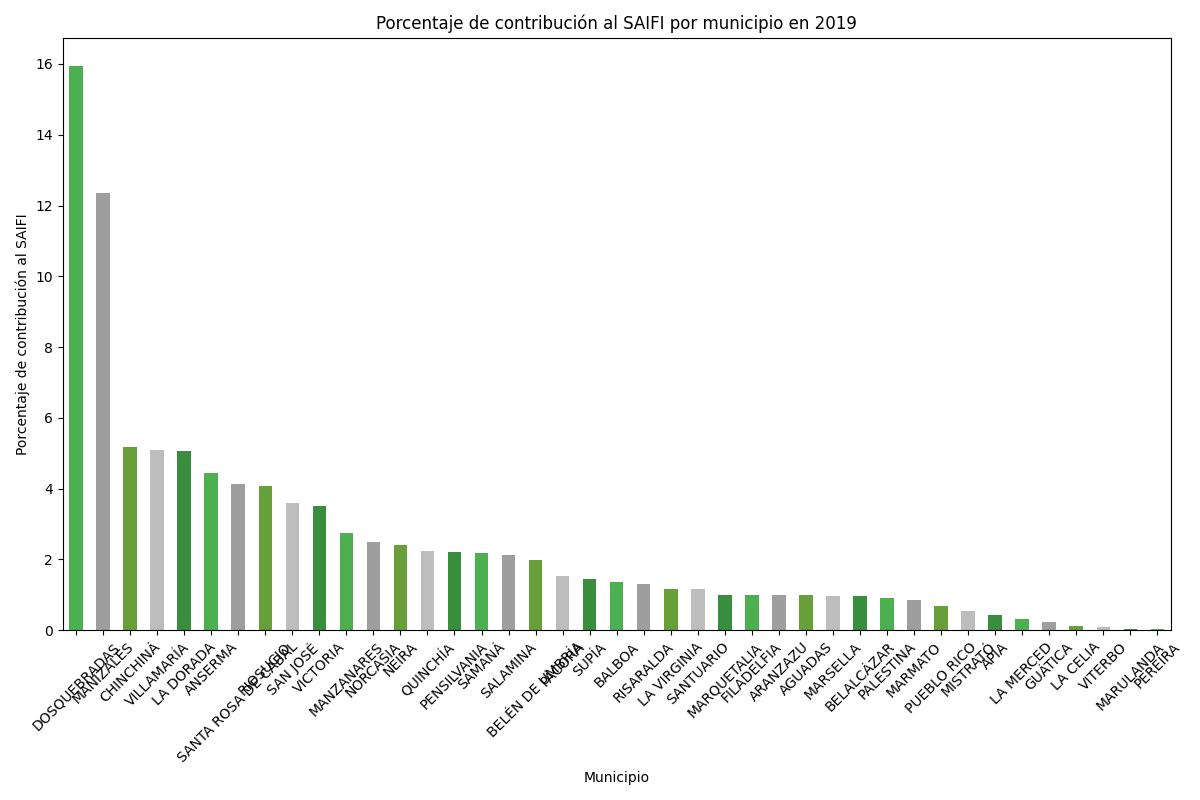 Porcentaje de contribución al SAIFI por municipio en 2019
Porcentaje de contribución al SAIFI
16
14
12
10
8
6
4
2
0
DOSQUEBRADAS
MANIZALES
CHINCHINÁ
VILLAMARÍA
LA DORADA
ANSERMA
SANTA ROSA DE CABAL
RIOSUCIO
SAN JOSÉ
VICTORIA
MANZANARES
NORCASIA
NEIRA
QUINCHÍA
PENSILVANIA
SAMANÁ
SALAMINA
BELÉN DE UMBRÍA
PÁCORA
SUPÍA
BALBOA
RISARALDA
LA VIRGINIA
SANTUARIO
MARQUETALIA
FILADELFIA
ARANZAZU
AGUADAS
MARSELLA
BELALCÁZAR
PALESTINA
MARMATO
PUEBLO RICO
MISTRATÓ
APÍA
LA MERCED
GUÁTICA
LA CELIA
VITERBO
MARULANDA
PEREIRA
Municipio